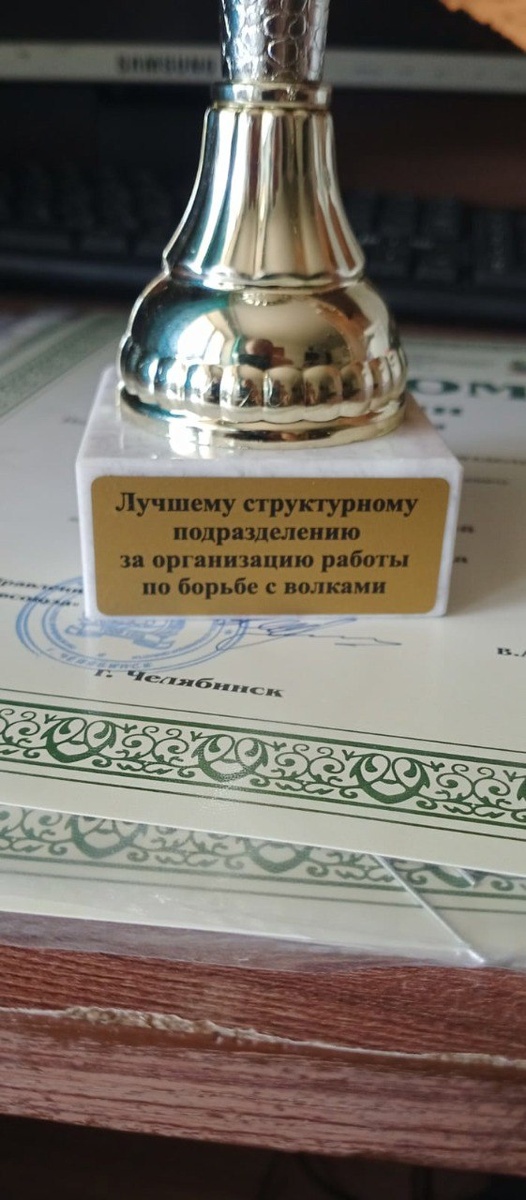 SAMSUNG
Лучшему структурному
подразделению
за организацию работы
по борьбе с волками
г. Челябинск